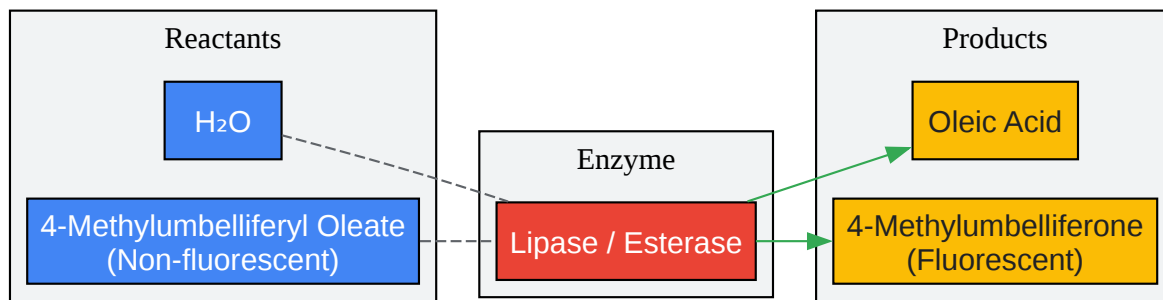 Reactants
H₂O
4-Methylumbelliferyl Oleate
(Non-fluorescent)
Enzyme
Lipase / Esterase
Products
Oleic Acid
4-Methylumbelliferone
(Fluorescent)